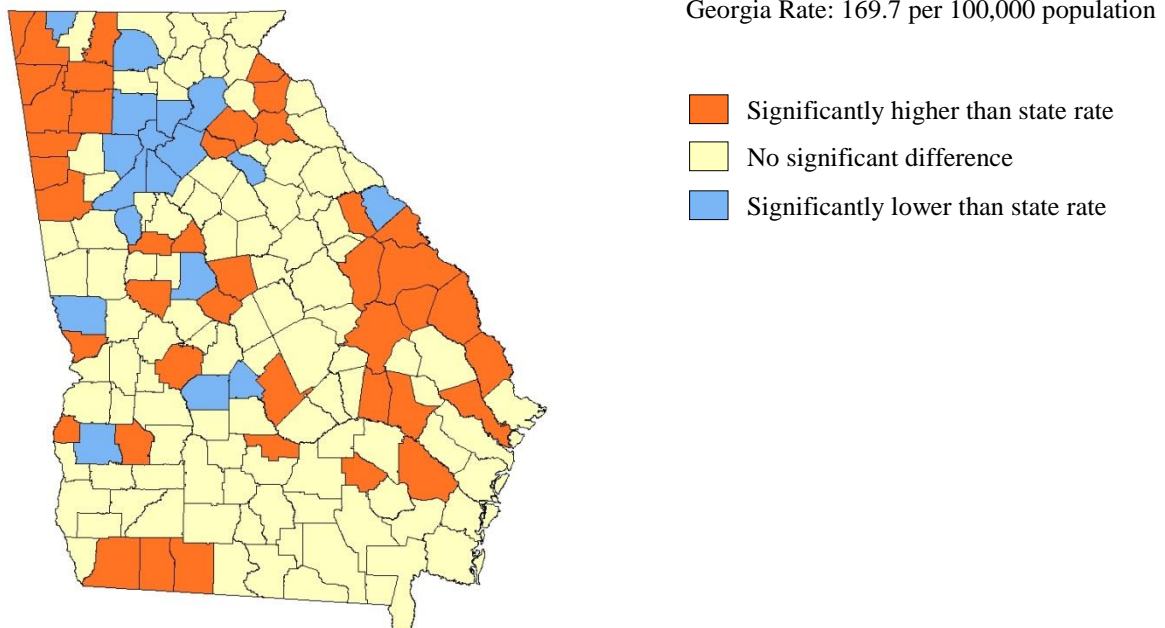 Georgia Rate: 169.7 per 100,000 population
Significantly higher than state rate
No significant difference
Significantly lower than state rate